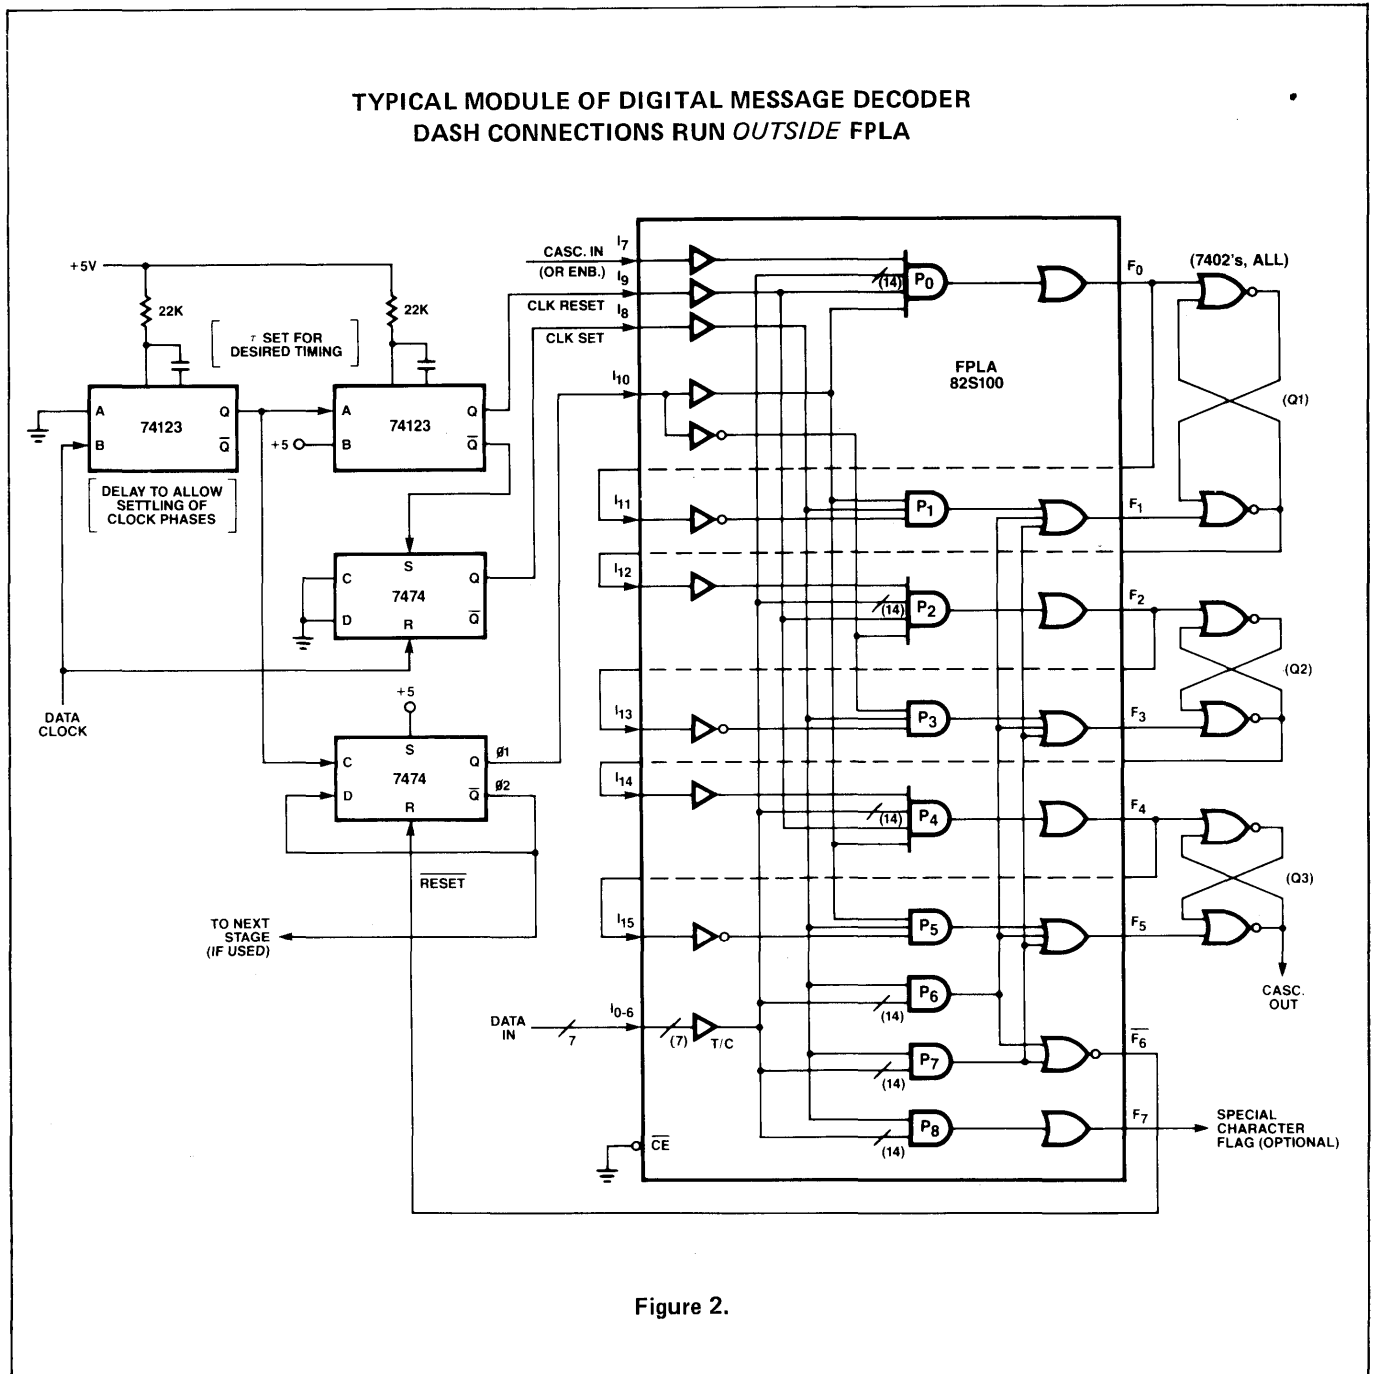 TYPICAL MODULE OF DIGITAL MESSAGE DECODER
DASH CONNECTIONS RUN OUTSIDE FPLA
+5V
22K
22K
[ τ SET FOR
DESIRED TIMING ]
A
B
74123
Q
Q̅
A
B
74123
Q
Q̅
+5
[ DELAY TO ALLOW
SETTLING OF
CLOCK PHASES ]
S
C
D
7474
R
Q
Q̅
DATA
CLOCK
+5
S
C
D
7474
R
Q
Q̅
Ø1
Ø2
R̅E̅S̅E̅T̅
TO NEXT
STAGE
(IF USED)
CASC. IN
(OR ENB.)
I7
I9
CLK RESET
I8
CLK SET
I10
I11
I12
I13
I14
I15
DATA
IN
7
I0-6
(7)
T/C
C̅E̅
FPLA
82S100
(14)
P0
P1
(14)
P2
P3
(14)
P4
P5
P6
(14)
P7
(14)
P8
(14)
F0
F1
F2
F3
F4
F5
F̅6̅
F7
(7402's, ALL)
(Q1)
(Q2)
(Q3)
CASC.
OUT
SPECIAL
CHARACTER
FLAG (OPTIONAL)
Figure 2.